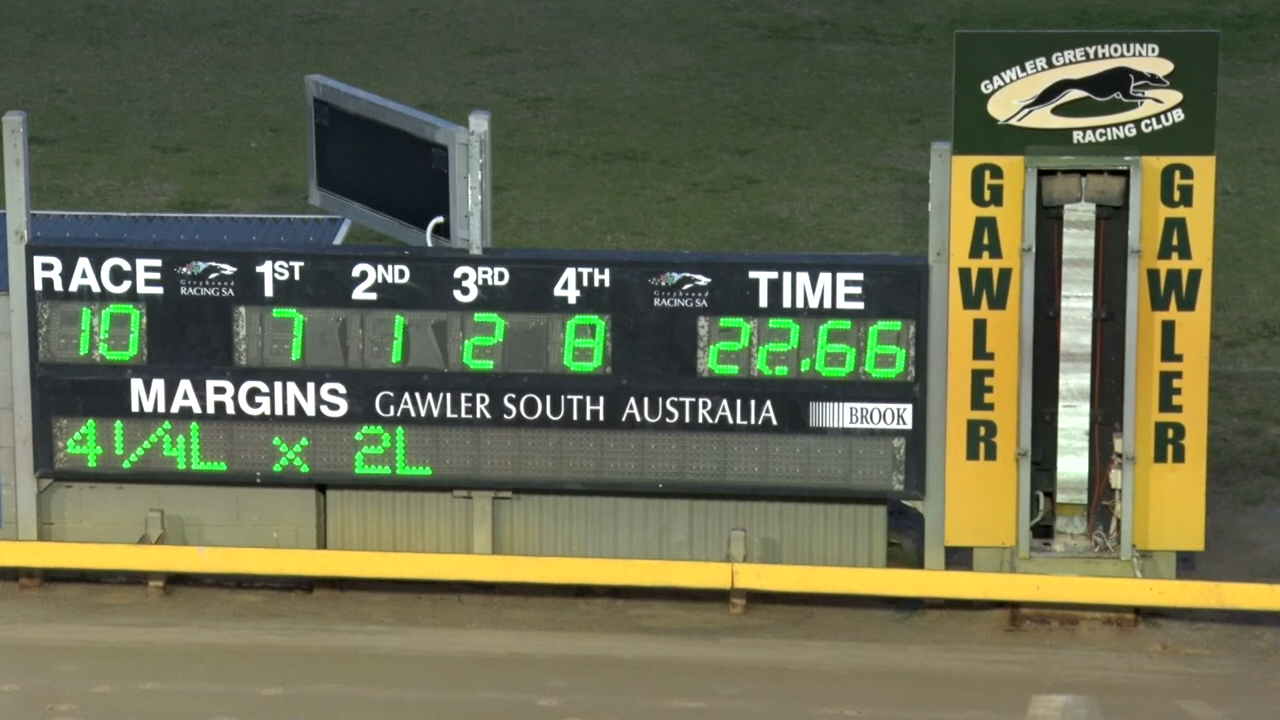 GAWLER GREYHOUND
RACING CLUB
GAWLER
GAWLER
RACE 1ST 2ND 3RD 4TH TIME
Greyhound RACING SA
Greyhound RACING SA
10 7 1 2 8 22.66
MARGINS GAWLER SOUTH AUSTRALIA BROOK
4 1/4L x 2L